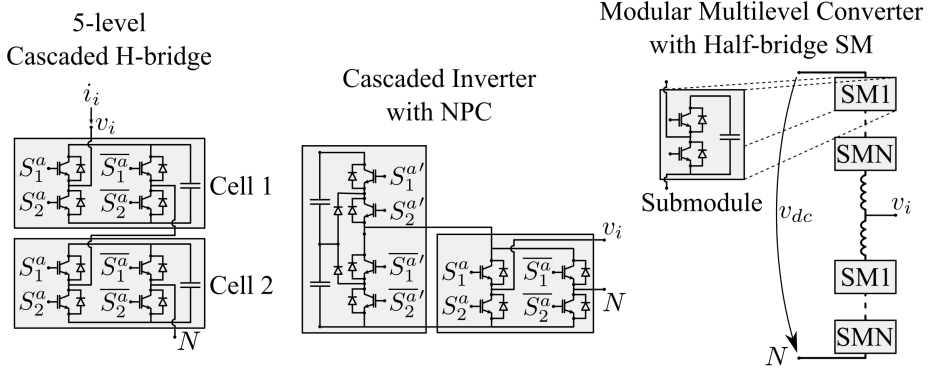 5-level
Cascaded H-bridge
i_i
v_i
S_1^a
\overline{S_1^a}
S_2^a
\overline{S_2^a}
Cell 1
\overline{S_1^a}
S_1^a
S_2^a
\overline{S_2^a}
Cell 2
N
Cascaded Inverter
with NPC
S_1^{a'}
S_2^{a'}
\overline{S_1^{a'}}
\overline{S_2^{a'}}
v_i
S_1^a
\overline{S_1^a}
S_2^a
\overline{S_2^a}
N
Modular Multilevel Converter
with Half-bridge SM
SM1
SMN
Submodule
v_{dc}
v_i
SM1
SMN
N